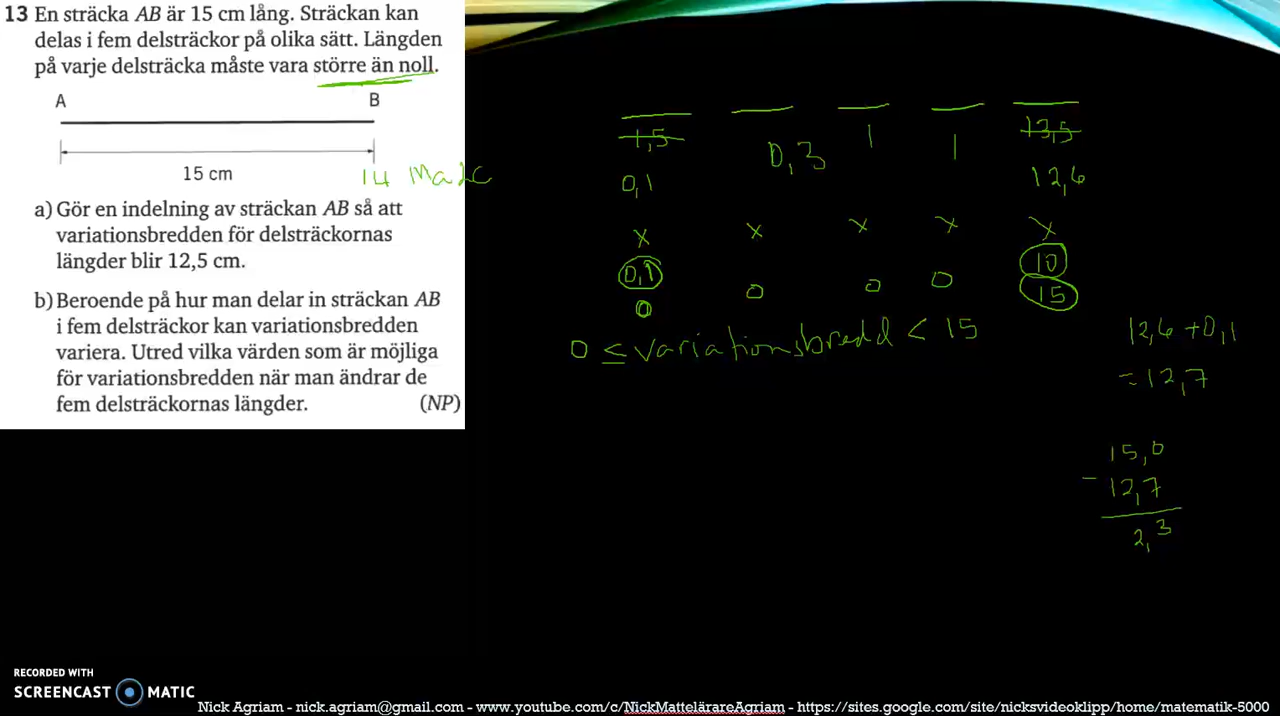 13 En sträcka AB är 15 cm lång. Sträckan kan
delas i fem delsträckor på olika sätt. Längden
på varje delsträcka måste vara större än noll.
A B
15 cm
14 Ma2c
a) Gör en indelning av sträckan AB så att
variationsbredden för delsträckornas
längder blir 12,5 cm.
b) Beroende på hur man delar in sträckan AB
i fem delsträckor kan variationsbredden
variera. Utred vilka värden som är möjliga
för variationsbredden när man ändrar de
fem delsträckornas längder. (NP)
1,5 0,3 1 1 13,5
0,1 12,6
x x x x x
0,1 10
0 0 0 0 15
0 ≤ variationsbredd < 15
12,6 + 0,1
= 12,7
15,0
- 12,7
2,3
RECORDED WITH
SCREENCAST MATIC
Nick Agriam - nick.agriam@gmail.com - www.youtube.com/c/NickMattelärareAgriam - https://sites.google.com/site/nicksvideoklipp/home/matematik-5000